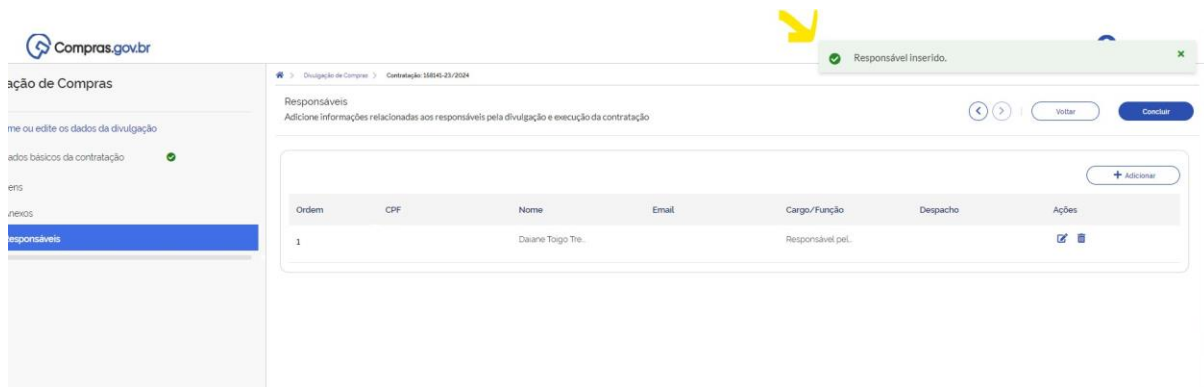 Compras.gov.br
Responsável inserido.
ação de Compras
Divulgação de Compras > Contratação: 158141-23/2024
Responsáveis
Adicione informações relacionadas aos responsáveis pela divulgação e execução da contratação
Voltar
Concluir
me ou edite os dados da divulgação
ados básicos da contratação
ens
nexos
esponsáveis
+ Adicionar
Ordem CPF Nome Email Cargo/Função Despacho Ações
1 Daiane Toigo Tre.. Responsável pel..